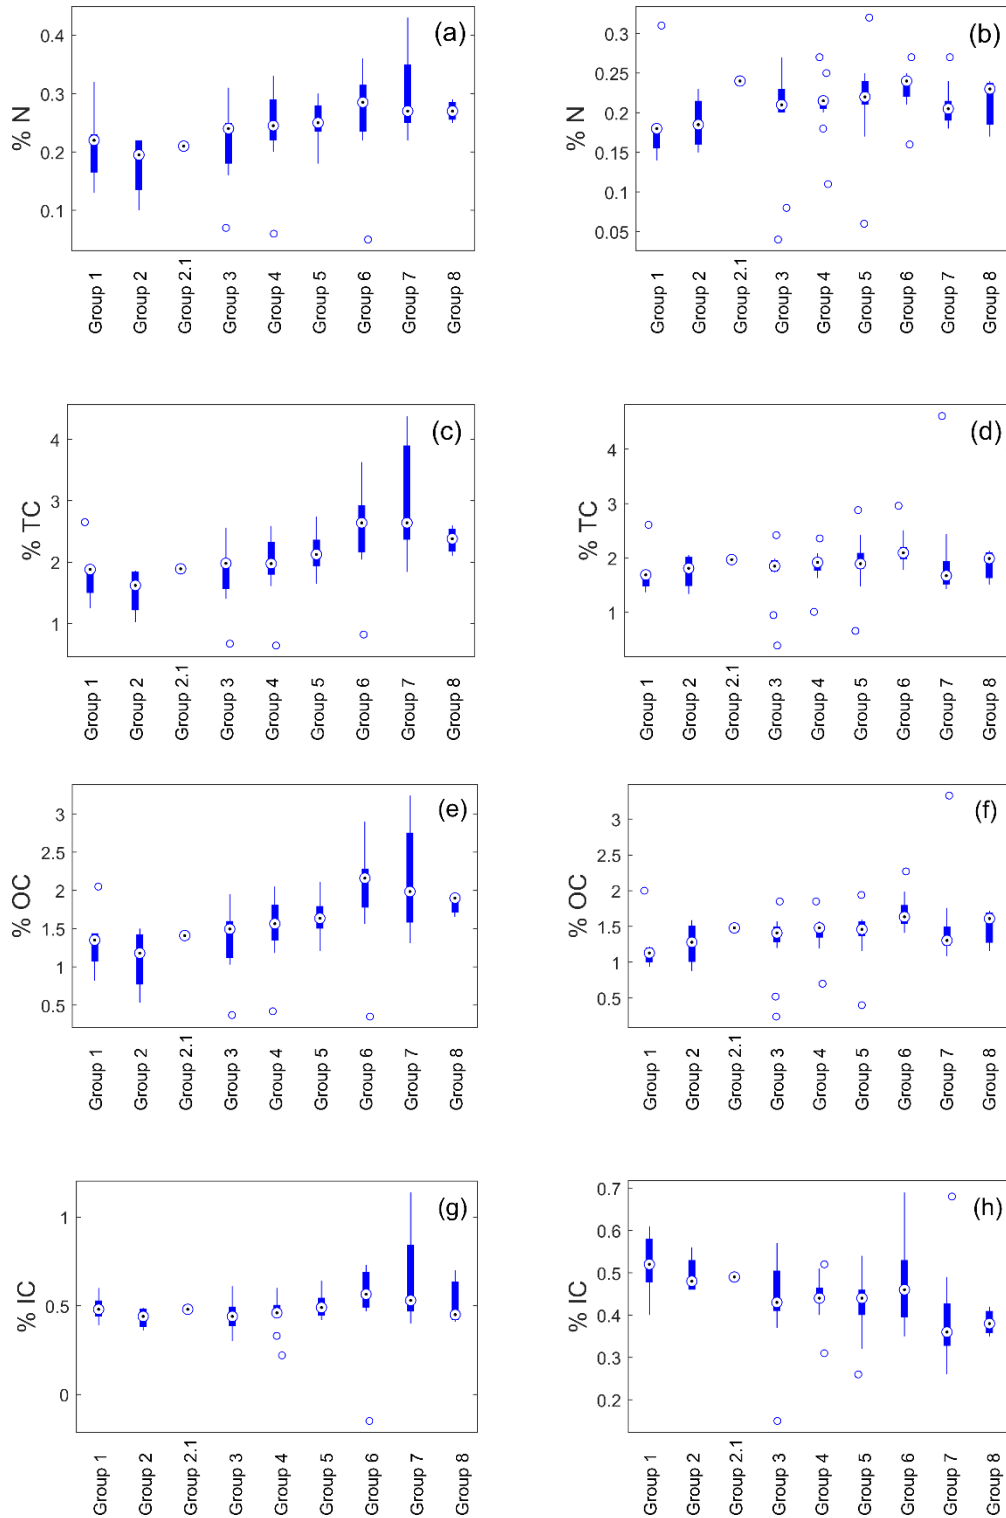 (a)
% N
0.4
0.3
0.2
0.1
Group 1
Group 2
Group 2.1
Group 3
Group 4
Group 5
Group 6
Group 7
Group 8
(b)
% N
0.3
0.25
0.2
0.15
0.1
0.05
Group 1
Group 2
Group 2.1
Group 3
Group 4
Group 5
Group 6
Group 7
Group 8
(c)
% TC
4
3
2
1
Group 1
Group 2
Group 2.1
Group 3
Group 4
Group 5
Group 6
Group 7
Group 8
(d)
% TC
4
3
2
1
Group 1
Group 2
Group 2.1
Group 3
Group 4
Group 5
Group 6
Group 7
Group 8
(e)
% OC
3
2.5
2
1.5
1
0.5
Group 1
Group 2
Group 2.1
Group 3
Group 4
Group 5
Group 6
Group 7
Group 8
(f)
% OC
3
2.5
2
1.5
1
0.5
Group 1
Group 2
Group 2.1
Group 3
Group 4
Group 5
Group 6
Group 7
Group 8
(g)
% IC
1
0.5
0
Group 1
Group 2
Group 2.1
Group 3
Group 4
Group 5
Group 6
Group 7
Group 8
(h)
% IC
0.7
0.6
0.5
0.4
0.3
0.2
Group 1
Group 2
Group 2.1
Group 3
Group 4
Group 5
Group 6
Group 7
Group 8